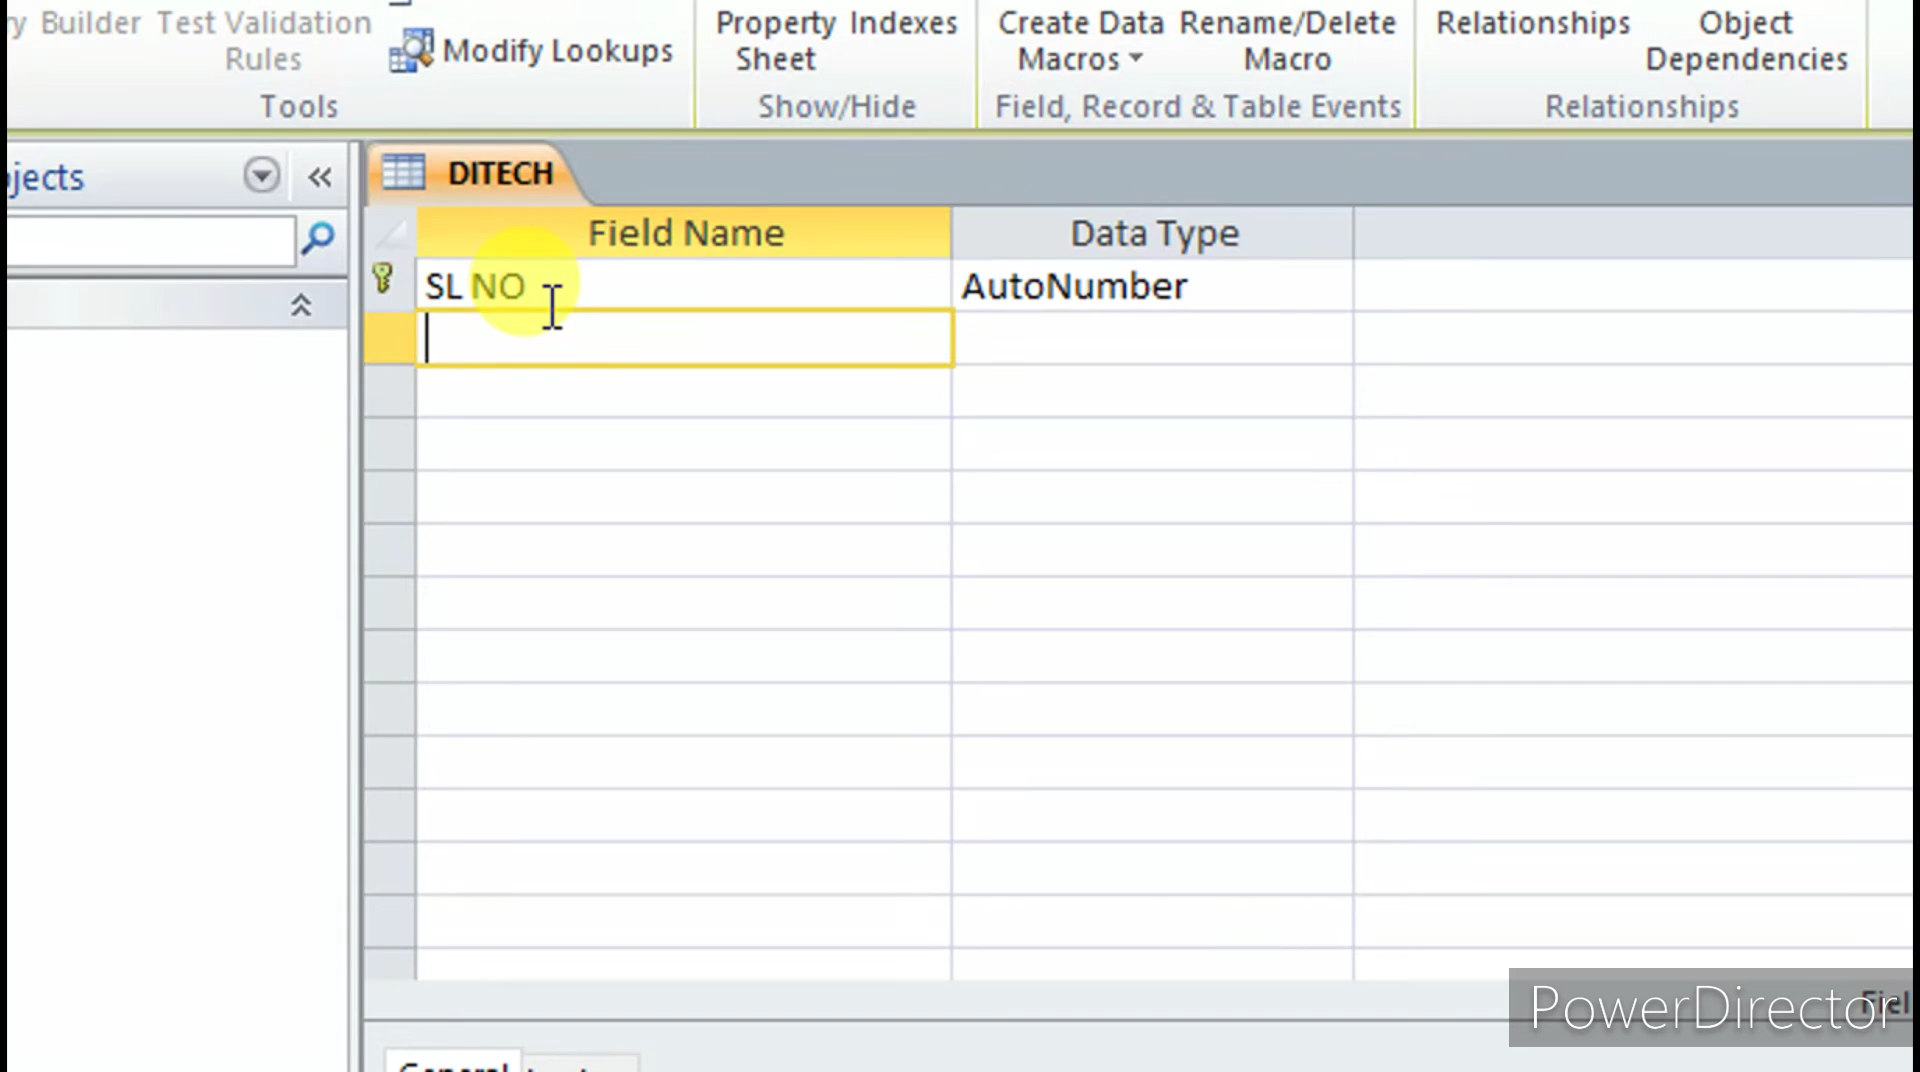 Builder Test Validation
Rules
Modify Lookups
Tools
Property Indexes
Sheet
Show/Hide
Create Data Rename/Delete
Macros Macro
Field, Record & Table Events
Relationships Object
Dependencies
Relationships
DITECH
Field Name Data Type
SL NO AutoNumber
General
PowerDirector